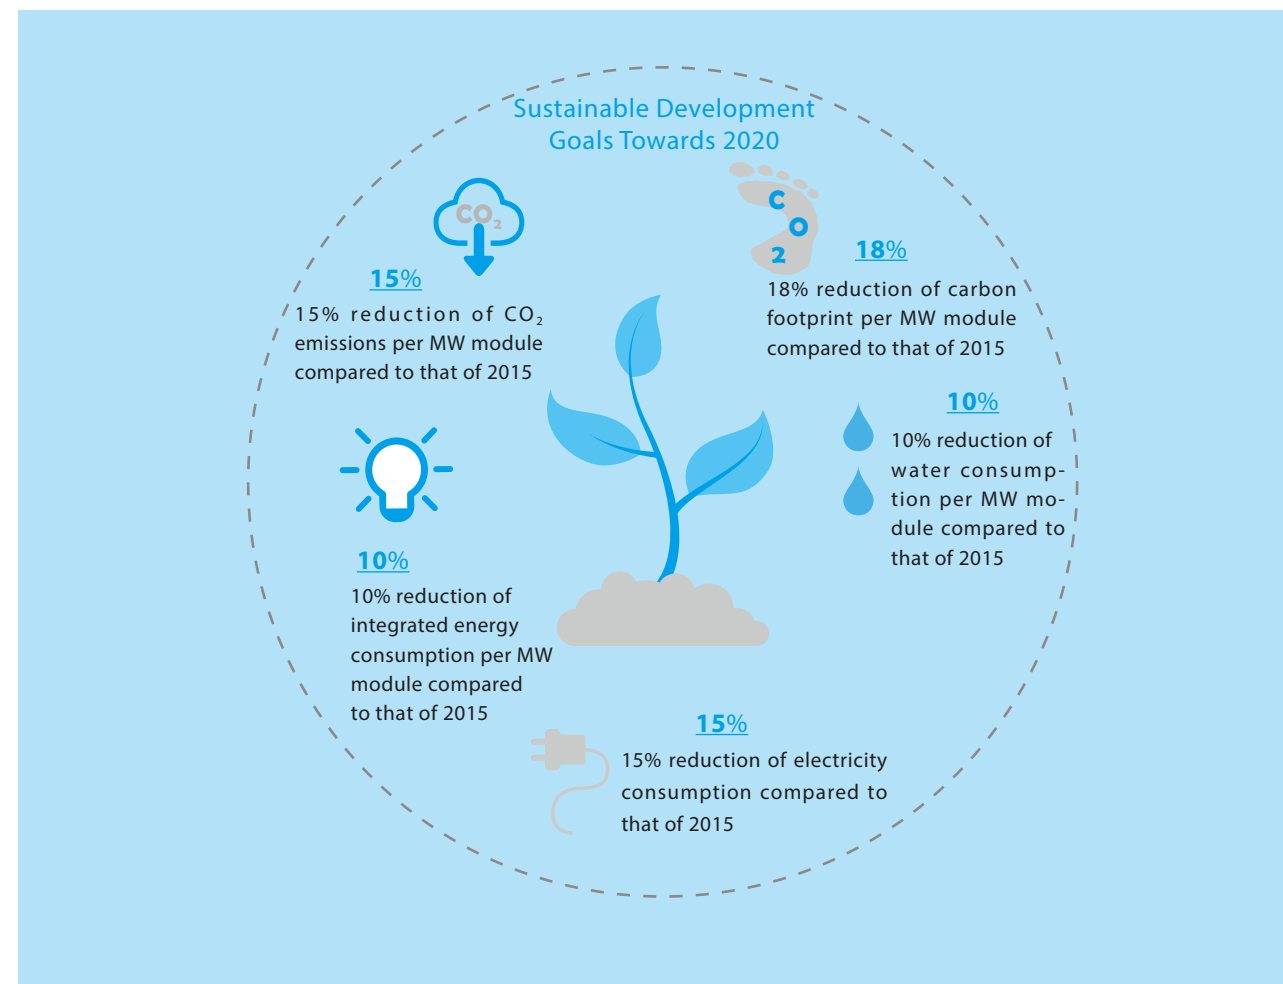 Sustainable Development
Goals Towards 2020
CO₂
15%
15% reduction of CO₂
emissions per MW module
compared to that of 2015
C
O
2
18%
18% reduction of carbon
footprint per MW module
compared to that of 2015
10%
10% reduction of
water consump-
tion per MW mo-
dule compared to
that of 2015
10%
10% reduction of
integrated energy
consumption per MW
module compared
to that of 2015
15%
15% reduction of electricity
consumption compared to
that of 2015